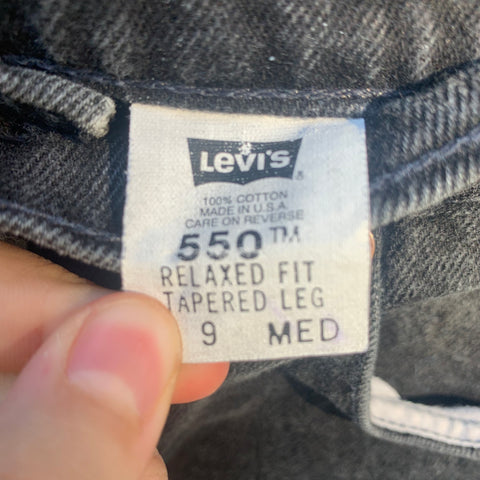 Levi's
®
100% COTTON
MADE IN U.S.A.
CARE ON REVERSE
550™
RELAXED FIT
TAPERED LEG
9 MED